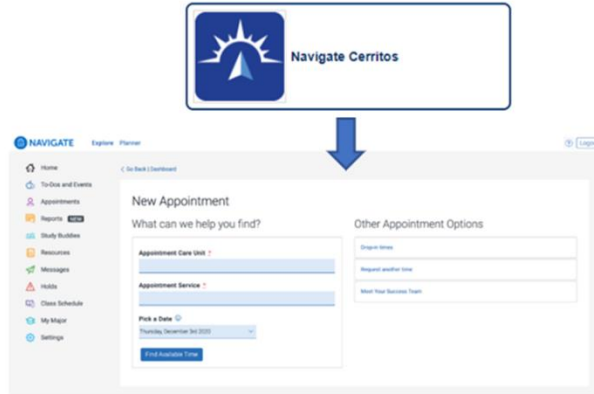 Navigate Cerritos
NAVIGATE Explore Planner
Logo
Home
To-Dos and Events
Appointments
Reports NEW
Study Buddies
Resources
Messages
Holds
Class Schedule
My Major
Settings
< Go Back | Dashboard
New Appointment
What can we help you find?
Appointment Care Unit *
Appointment Service *
Pick a Date
Thursday, December 3rd 2020
Find Available Time
Other Appointment Options
Drop-in times
Request another time
Meet Your Success Team